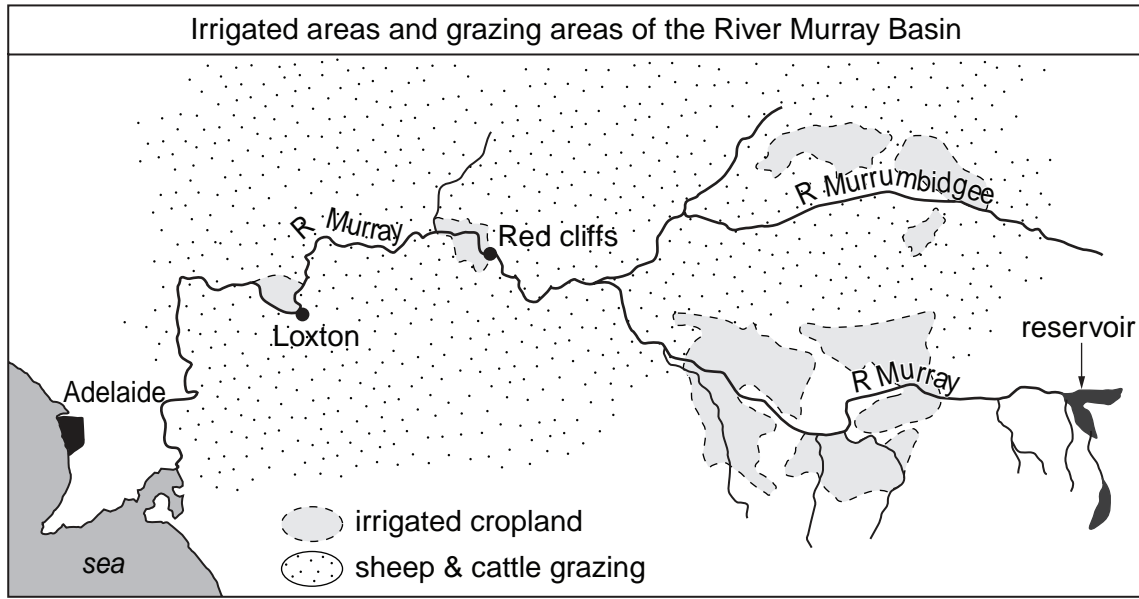 Irrigated areas and grazing areas of the River Murray Basin
R Murrumbidgee
R Murray
Red cliffs
Loxton
reservoir
R Murray
Adelaide
irrigated cropland
sheep & cattle grazing
sea